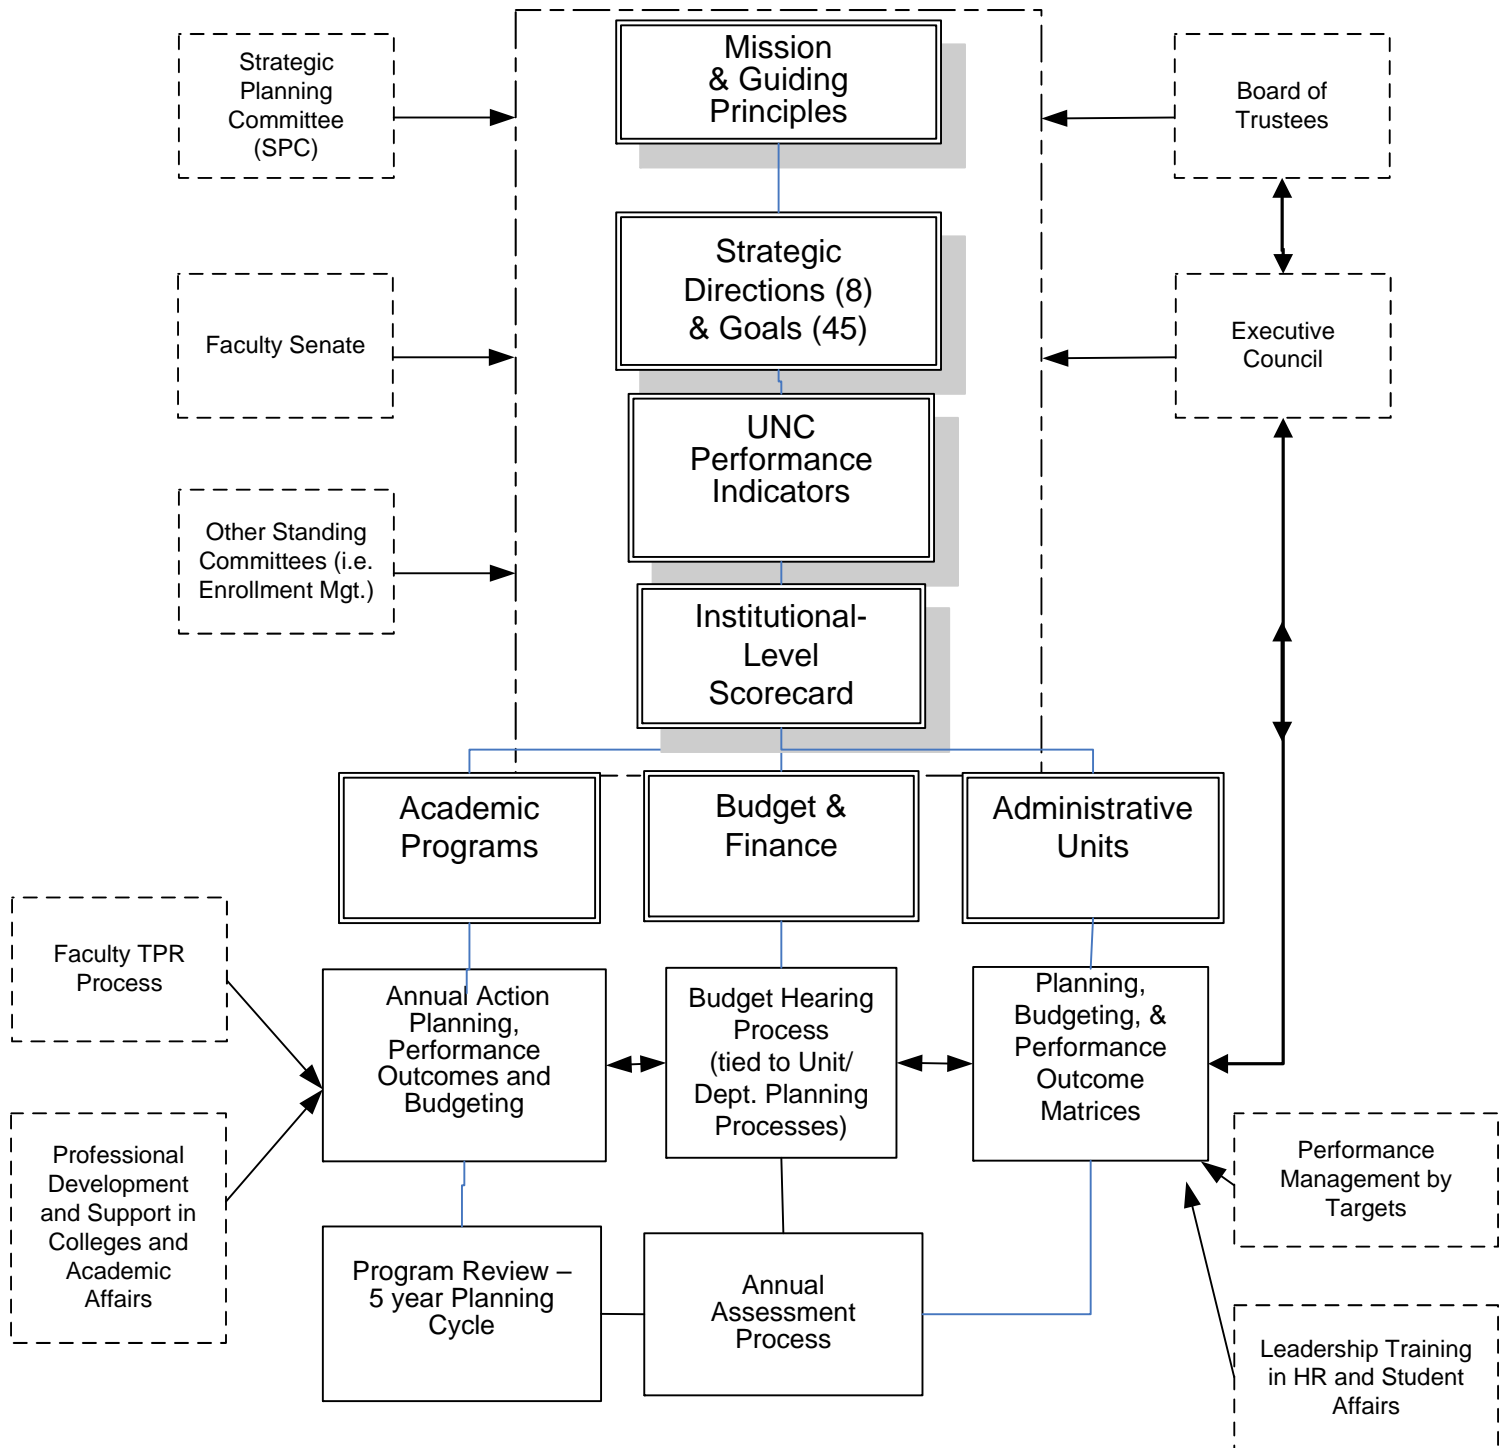 Mission
& Guiding
Principles
Strategic
Planning
Committee
(SPC)
Board of
Trustees
Strategic
Directions (8)
& Goals (45)
Faculty Senate
Executive
Council
UNC
Performance
Indicators
Other Standing
Committees (i.e.
Enrollment Mgt.)
Institutional-
Level
Scorecard
Academic
Programs
Budget &
Finance
Administrative
Units
Faculty TPR
Process
Annual Action
Planning,
Performance
Outcomes and
Budgeting
Budget Hearing
Process
(tied to Unit/
Dept. Planning
Processes)
Planning,
Budgeting, &
Performance
Outcome
Matrices
Professional
Development
and Support in
Colleges and
Academic
Affairs
Performance
Management by
Targets
Program Review –
5 year Planning
Cycle
Annual
Assessment
Process
Leadership Training
in HR and Student
Affairs